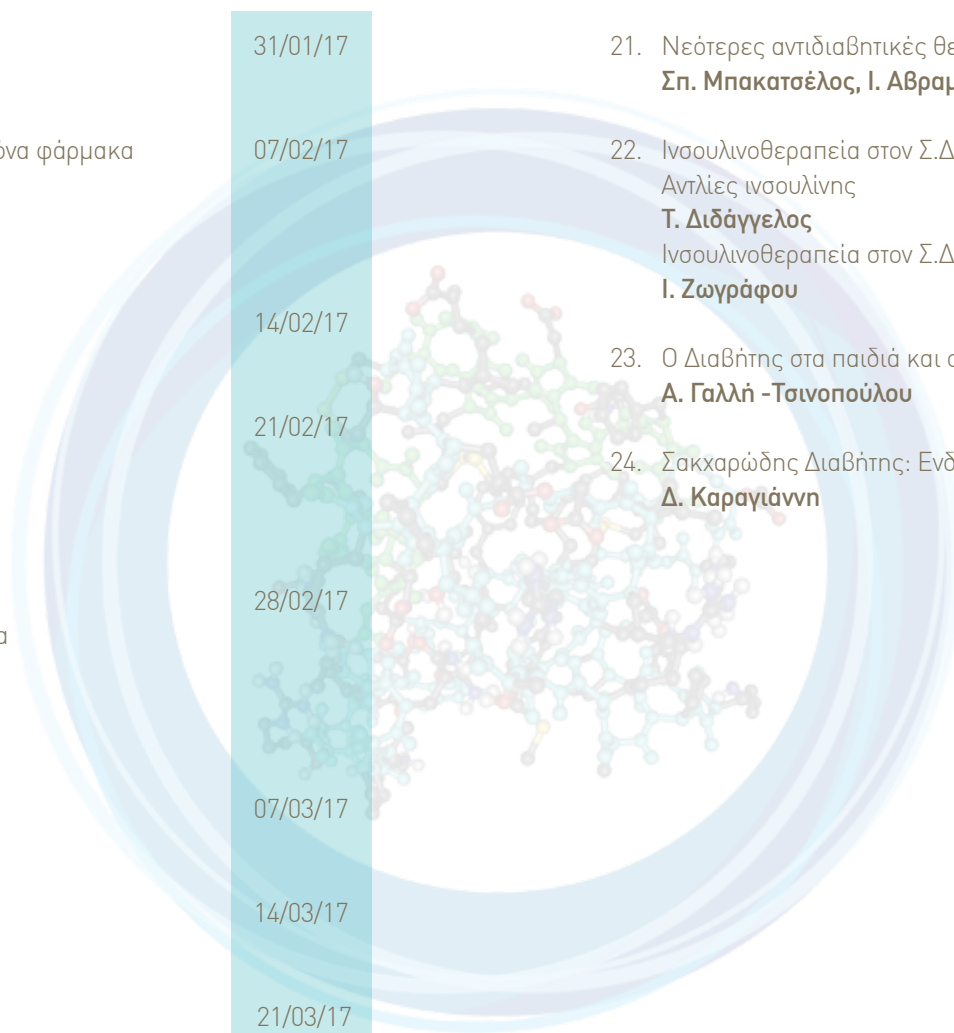 31/01/17
όνα φάρμακα
07/02/17
14/02/17
21/02/17
28/02/17
α
07/03/17
14/03/17
21/03/17
21. Νεότερες αντιδιαβητικές θε
Σπ. Μπακατσέλος, Ι. Αβραμ
22. Ινσουλινοθεραπεία στον Σ.Δ
Αντλίες ινσουλίνης
Τ. Διδάγγελος
Ινσουλινοθεραπεία στον Σ.Δ
Ι. Ζωγράφου
23. Ο Διαβήτης στα παιδιά και
Α. Γαλλή -Τσινοπούλου
24. Σακχαρώδης Διαβήτης: Ενδ
Δ. Καραγιάννη